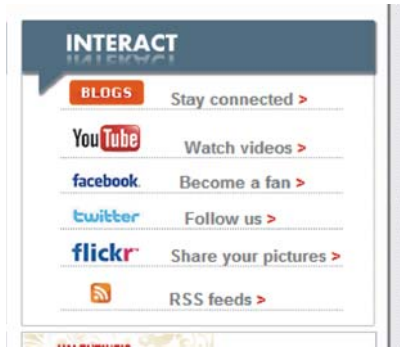 INTERACT
BLOGS Stay connected >
YouTube Watch videos >
facebook. Become a fan >
twitter Follow us >
flickr Share your pictures >
RSS feeds >